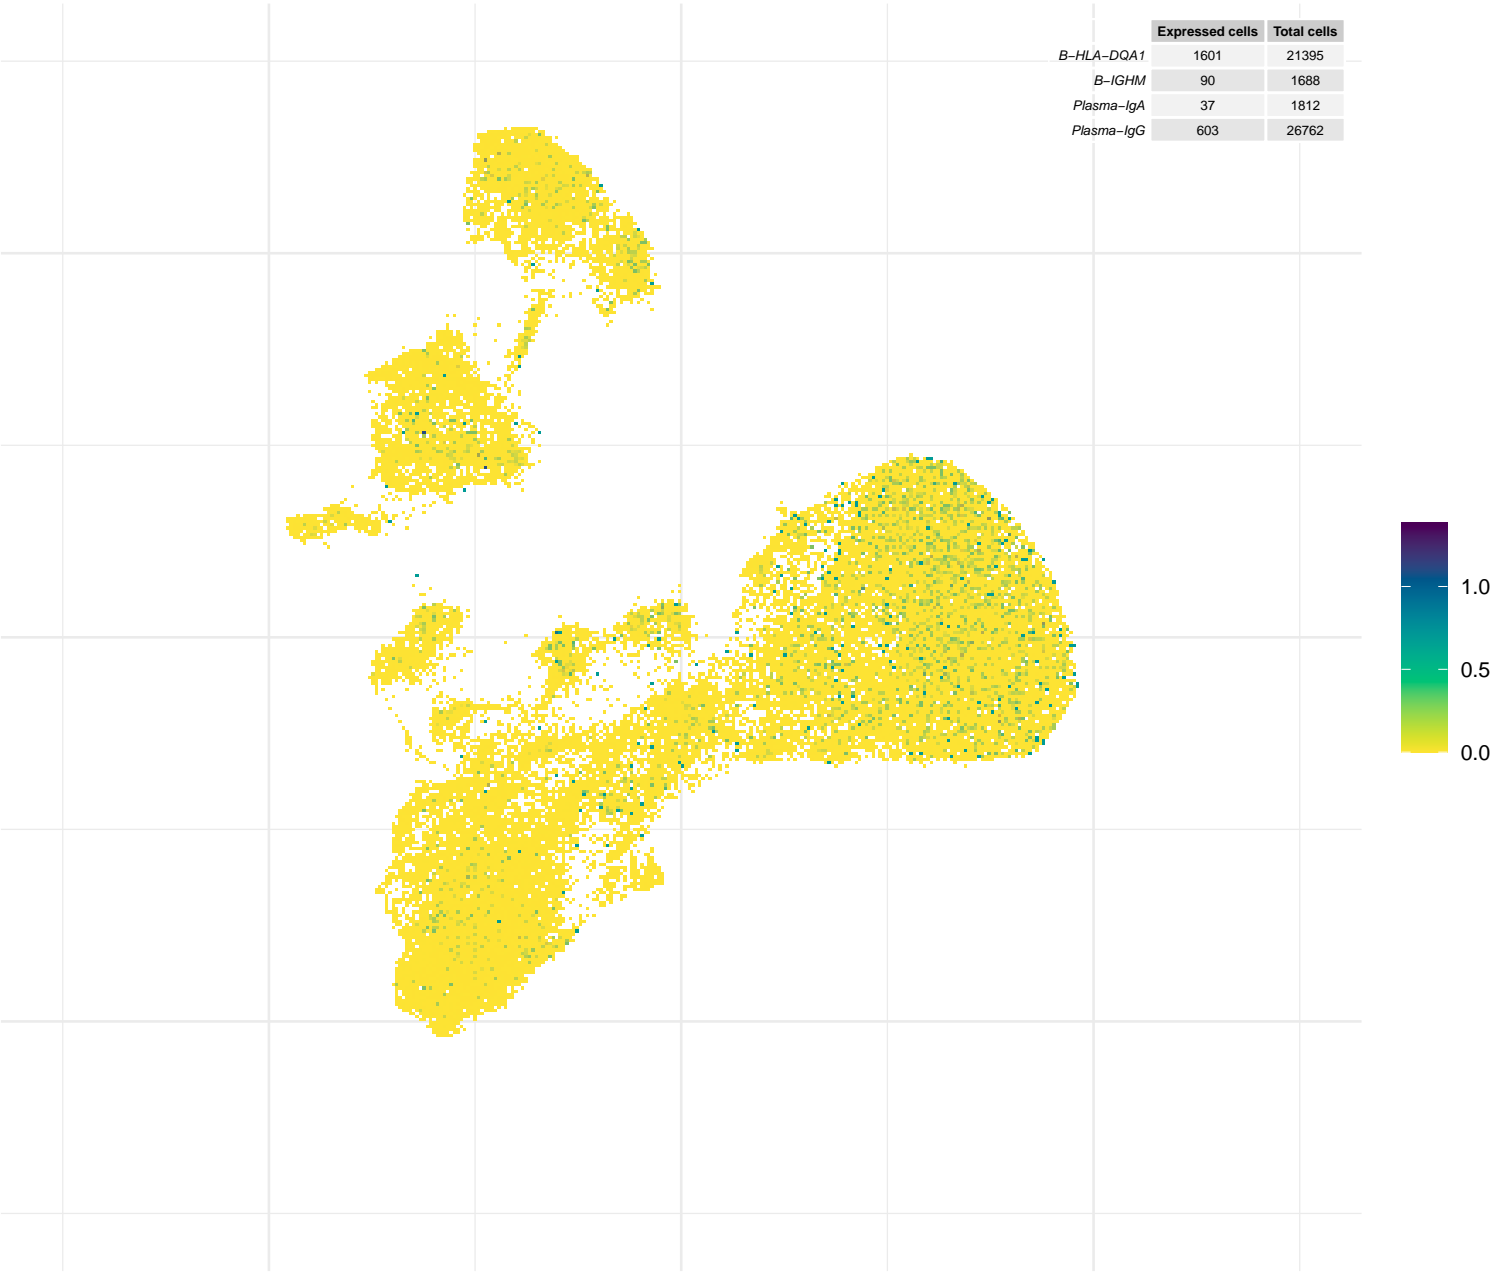 Expressed cells Total cells
B−HLA−DQA1 1601 21395
B−IGHM 90 1688
Plasma−IgA 37 1812
Plasma−IgG 603 26762
1.0
0.5
0.0